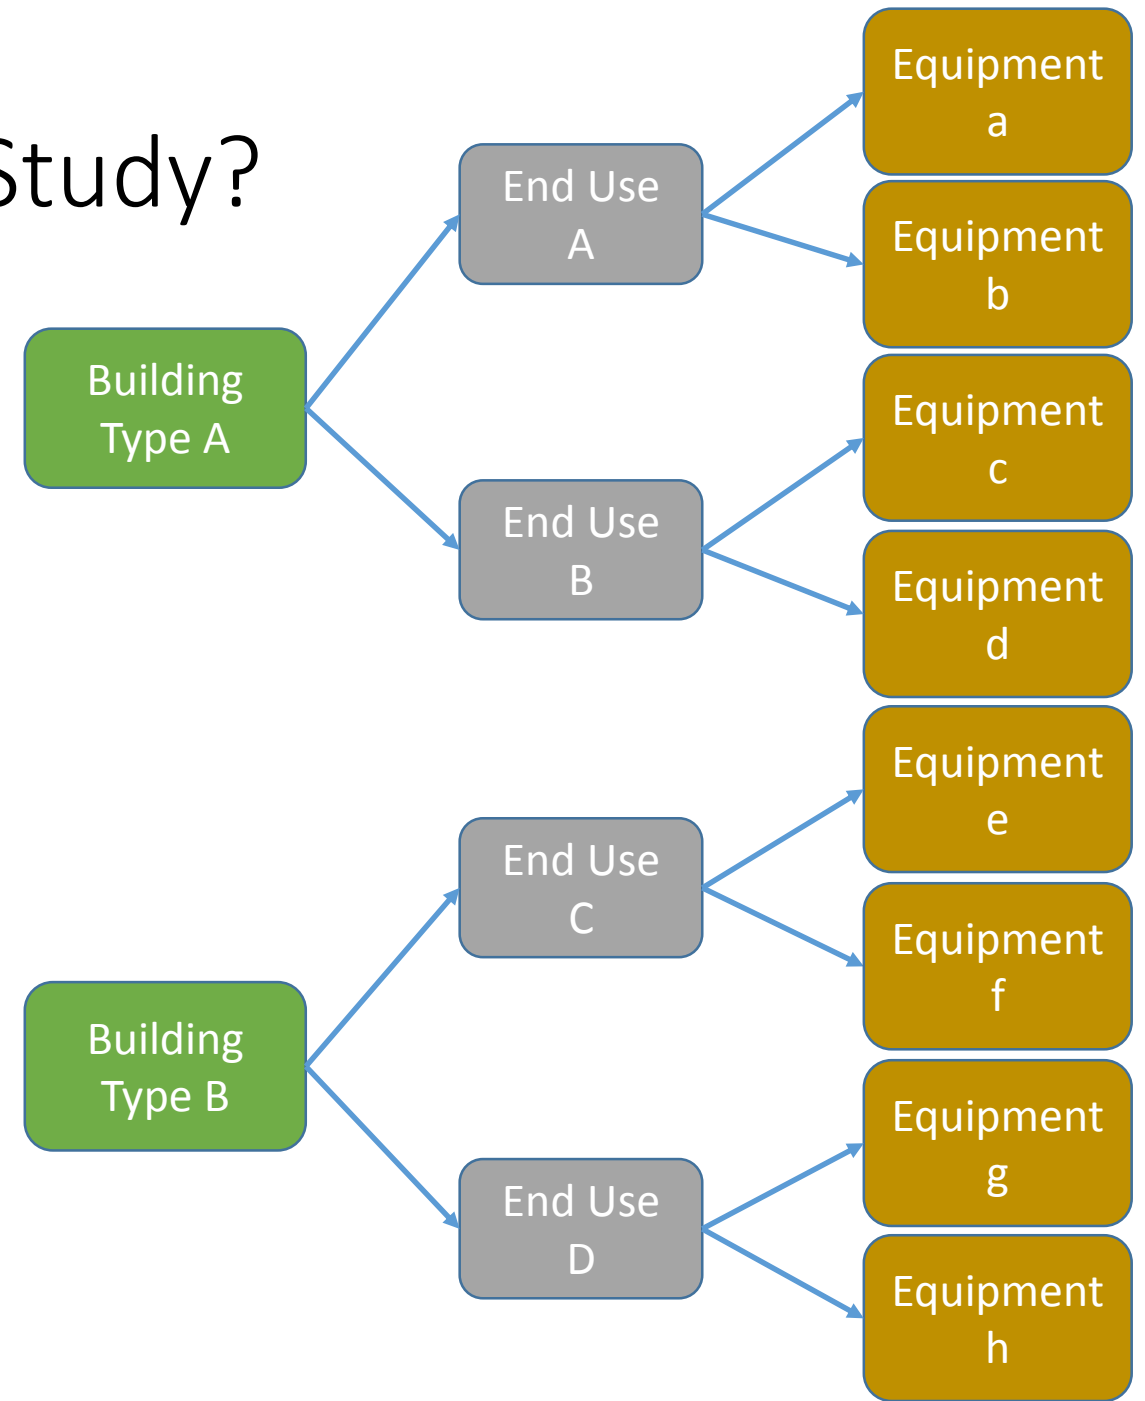 Study?
Building
Type A
End Use
A
End Use
B
Equipment
a
Equipment
b
Equipment
c
Equipment
d
Building
Type B
End Use
C
End Use
D
Equipment
e
Equipment
f
Equipment
g
Equipment
h